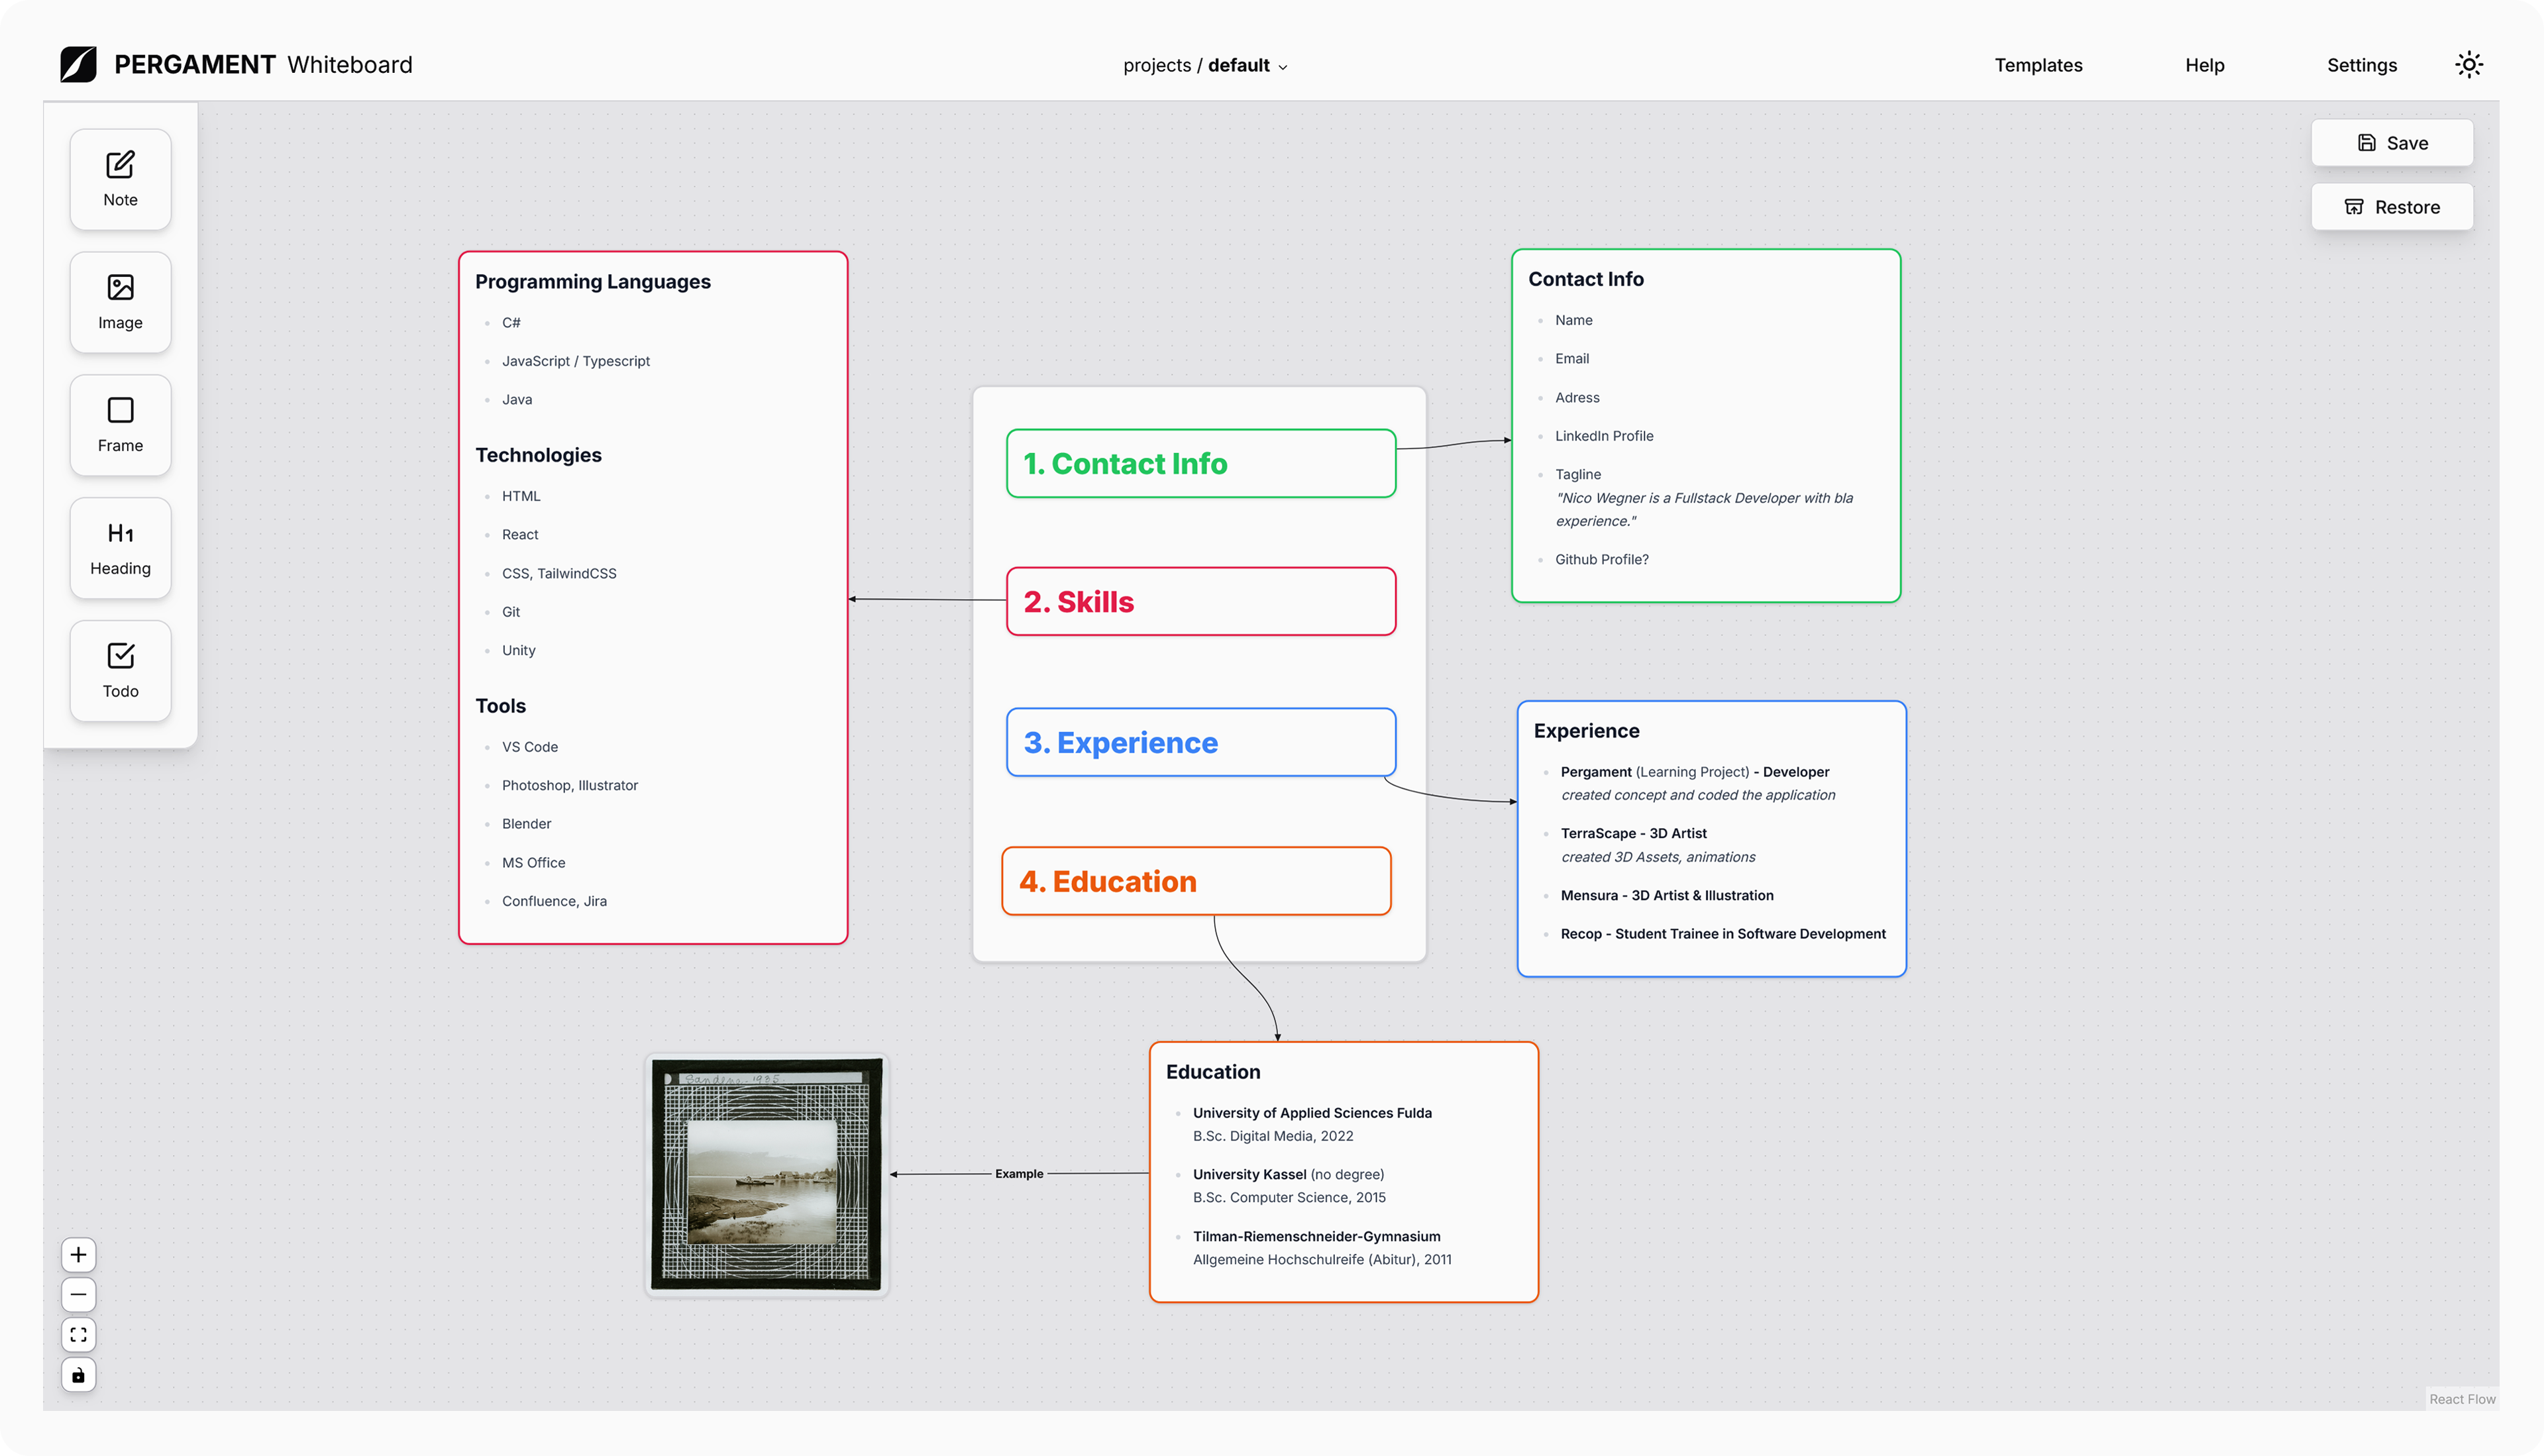 PERGAMENT Whiteboard
projects / default
Templates
Help
Settings
Note
Image
Frame
H1
Heading
Todo
Save
Restore
Programming Languages
C#
JavaScript / Typescript
Java
Technologies
HTML
React
CSS, TailwindCSS
Git
Unity
Tools
VS Code
Photoshop, Illustrator
Blender
MS Office
Confluence, Jira
1. Contact Info
2. Skills
3. Experience
4. Education
Contact Info
Name
Email
Adress
LinkedIn Profile
Tagline
"Nico Wegner is a Fullstack Developer with bla
experience."
Github Profile?
Experience
Pergament (Learning Project) - Developer
created concept and coded the application
TerraScape - 3D Artist
created 3D Assets, animations
Mensura - 3D Artist & Illustration
Recop - Student Trainee in Software Development
Example
Education
University of Applied Sciences Fulda
B.Sc. Digital Media, 2022
University Kassel (no degree)
B.Sc. Computer Science, 2015
Tilman-Riemenschneider-Gymnasium
Allgemeine Hochschulreife (Abitur), 2011
React Flow